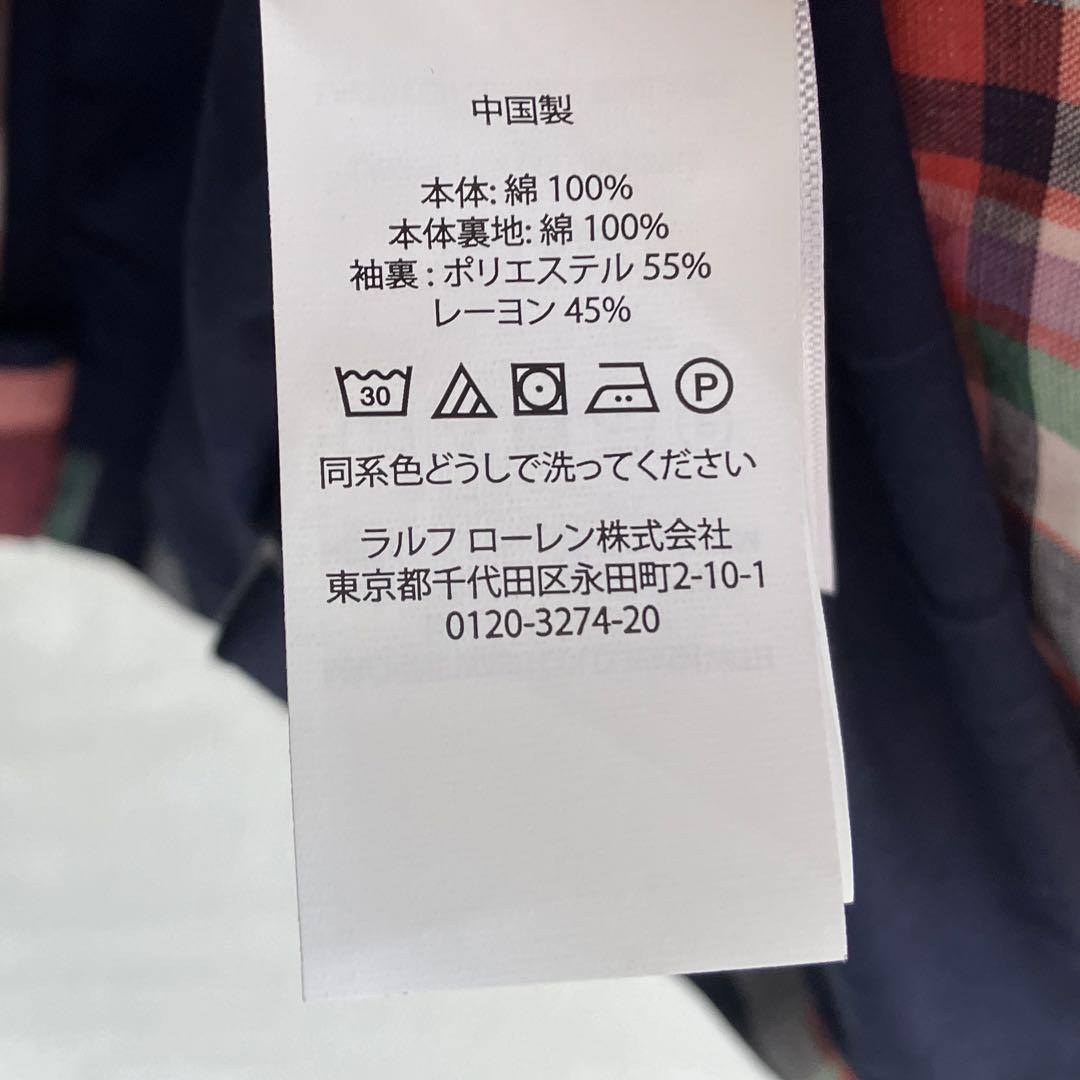 中国製
本体: 綿 100%
本体裏地: 綿 100%
袖裏 : ポリエステル 55%
レーヨン 45%
30 P
同系色どうしで洗ってください
ラルフ ローレン株式会社
東京都千代田区永田町2-10-1
0120-3274-20